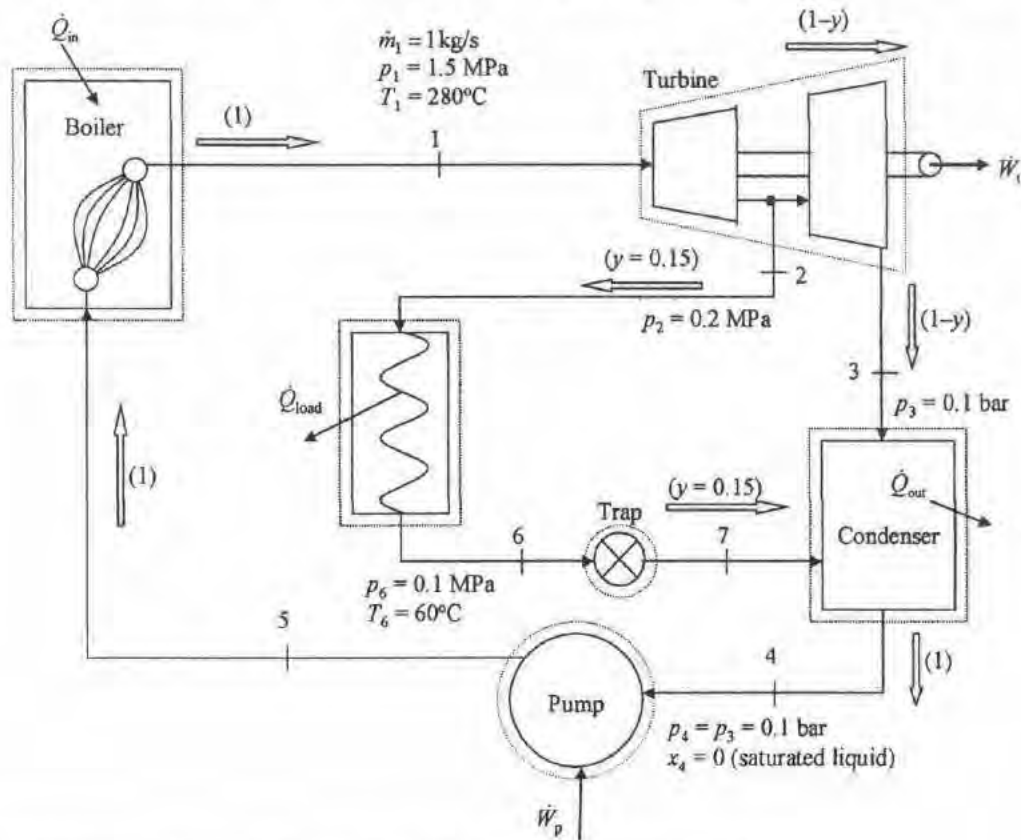 Q̇in
Boiler
(1)
ṁ1 = 1 kg/s
p1 = 1.5 MPa
T1 = 280°C
1
(1–y)
Turbine
Ẇt
(y = 0.15)
2
p2 = 0.2 MPa
(1–y)
3
p3 = 0.1 bar
Q̇load
(1)
(y = 0.15)
Trap
6
7
Q̇out
Condenser
p6 = 0.1 MPa
T6 = 60°C
5
4
(1)
Pump
p4 = p3 = 0.1 bar
x4 = 0 (saturated liquid)
Ẇp